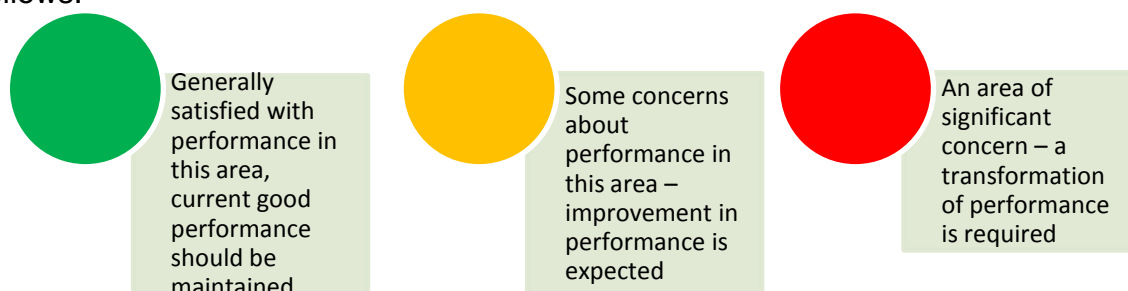 Generally
satisfied with
performance in
this area,
current good
performance
should be
maintained
Some concerns
about
performance in
this area –
improvement in
performance is
expected
An area of
significant
concern – a
transformation
of performance
is required